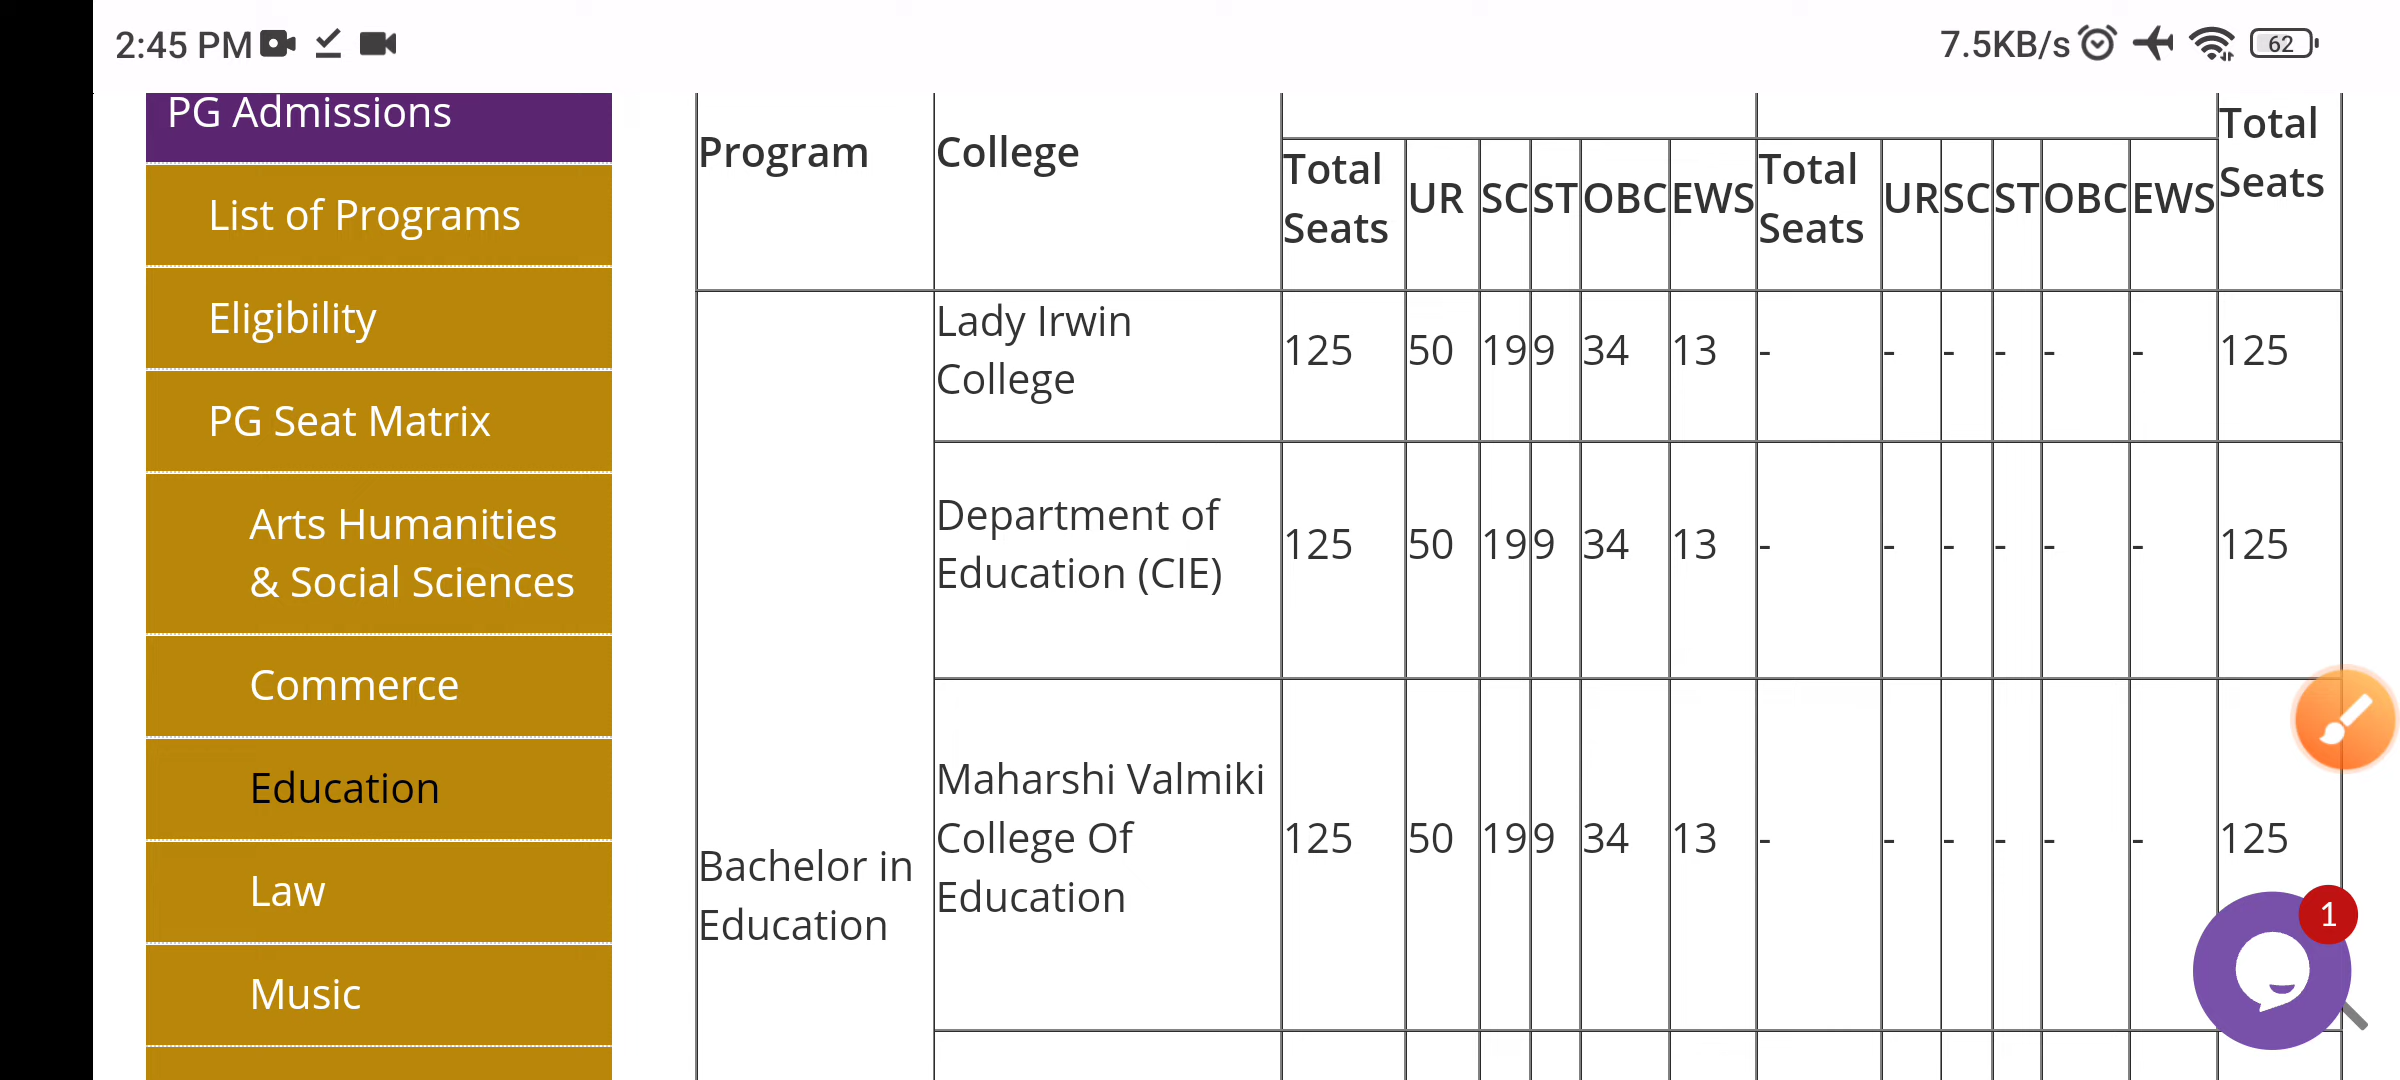 2:45 PM
7.5KB/s
62
PG Admissions
List of Programs
Eligibility
PG Seat Matrix
Arts Humanities
& Social Sciences
Commerce
Education
Law
Music
Program
College
Total
Seats
UR
SC
ST
OBC
EWS
Total
Seats
UR
SC
ST
OBC
EWS
Total
Seats
Bachelor in
Education
Lady Irwin
College
125 50 19 9 34 13 - - - - - - 125
Department of
Education (CIE)
125 50 19 9 34 13 - - - - - - 125
Maharshi Valmiki
College Of
Education
125 50 19 9 34 13 - - - - - - 125
1